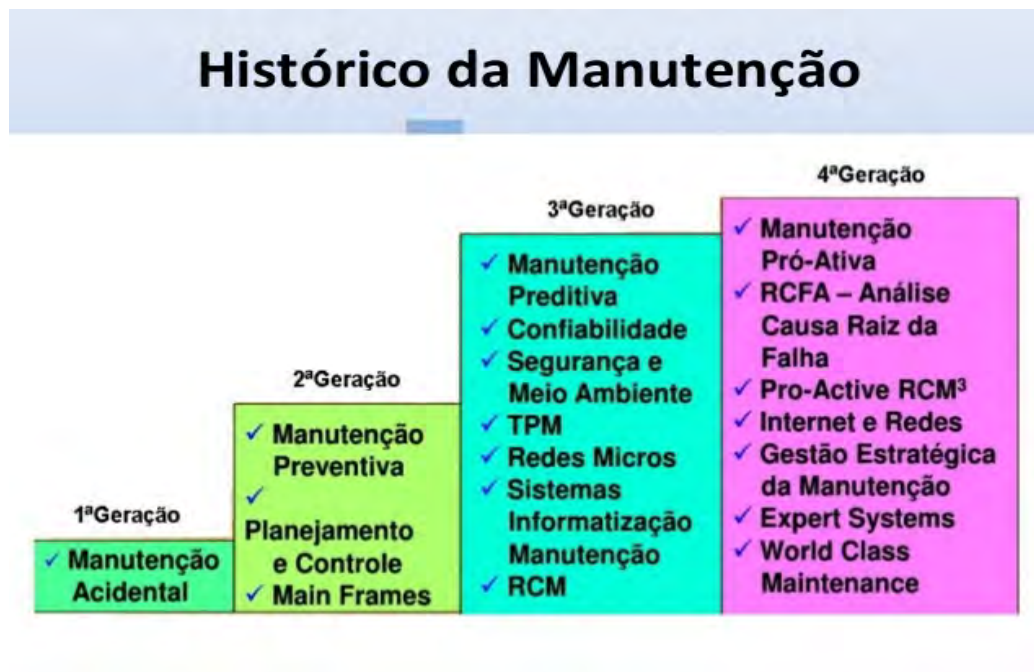 Histórico da Manutenção
1ªGeração
✓ Manutenção
Acidental
2ªGeração
✓ Manutenção
Preventiva
✓
Planejamento
e Controle
✓ Main Frames
3ªGeração
✓ Manutenção
Preditiva
✓ Confiabilidade
✓ Segurança e
Meio Ambiente
✓ TPM
✓ Redes Micros
✓ Sistemas
Informatização
Manutenção
✓ RCM
4ªGeração
✓ Manutenção
Pró-Ativa
✓ RCFA – Análise
Causa Raiz da
Falha
✓ Pro-Active RCM³
✓ Internet e Redes
✓ Gestão Estratégica
da Manutenção
✓ Expert Systems
✓ World Class
Maintenance